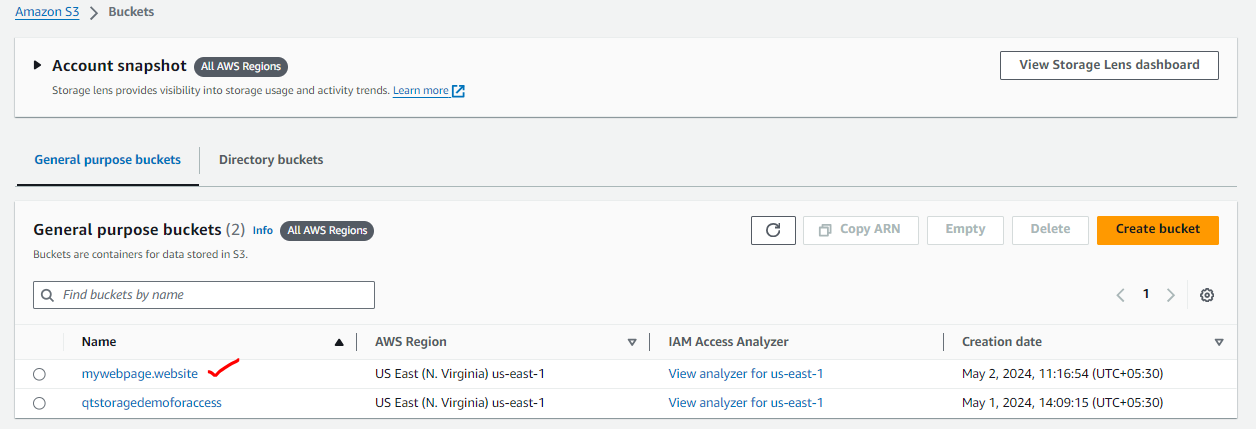 Amazon S3 > Buckets
Account snapshot All AWS Regions View Storage Lens dashboard
Storage lens provides visibility into storage usage and activity trends. Learn more
General purpose buckets Directory buckets
General purpose buckets (2) Info All AWS Regions Copy ARN Empty Delete Create bucket
Buckets are containers for data stored in S3.
Find buckets by name 1
Name AWS Region IAM Access Analyzer Creation date
mywebpage.website US East (N. Virginia) us-east-1 View analyzer for us-east-1 May 2, 2024, 11:16:54 (UTC+05:30)
qtstoragedemoforaccess US East (N. Virginia) us-east-1 View analyzer for us-east-1 May 1, 2024, 14:09:15 (UTC+05:30)